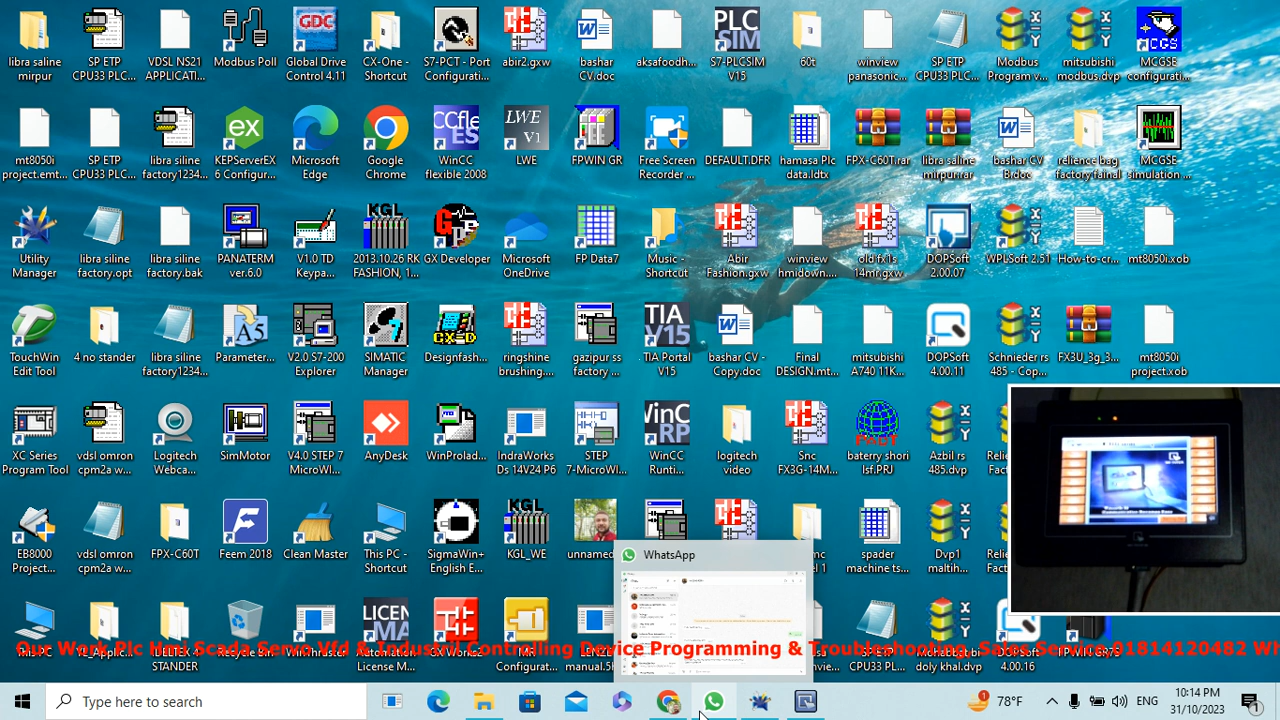 libra saline
mirpur
SP ETP
CPU33 PLC...
VDSL NS21
APPLICATI...
Modbus Poll
Global Drive
Control 4.11
CX-One -
Shortcut
S7-PCT - Port
Configurati...
abir2.gxw
bashar
CV.doc
aksafoodh...
S7-PLCSIM
V15
60t
winview
panasonic...
SP ETP
CPU33 PLC...
Modbus
Program v...
mitsubishi
modbus.dvp
MCGS
configurati...
mt8050i
project.emt...
SP ETP
CPU33 PLC...
libra siline
factory1234...
KEPServerEX
6 Configur...
Microsoft
Edge
Google
Chrome
WinCC
flexible 2008
LWE
FPWIN GR
Free Screen
Recorder ...
DEFAULT.DFR
hamasa Plc
data.ldtx
FPX-C60T.rar
libra saline
mirpur.rar
bashar CV
B.doc
relience bag
factory fainal
MCGSE
simulation ...
Utility
Manager
libra siline
factory.opt
libra siline
factory.bak
PANATERM
ver.6.0
V1.0 TD
Keypa...
2013.10.26 RK
FASHION, 1...
GX Developer
Microsoft
OneDrive
FP Data7
Music -
Shortcut
Abir
Fashion.gxw
winview
hmidown....
old fx1s
14mr.gxw
DOPSoft
2.00.07
WPLSoft 2.51
How-to-cr...
mt8050i.xob
TouchWin
Edit Tool
4 no stander
libra siline
factory1234...
Parameter...
V2.0 S7-200
Explorer
SIMATIC
Manager
Designfash...
ringshine
brushing....
gazipur ss
factory ...
TIA Portal
V15
bashar CV -
Copy.doc
Final
DESIGN.mt...
mitsubishi
A740 11K...
DOPSoft
4.00.11
Schnieder rs
485 - Cop...
FX3U_3g_3...
mt8050i
project.xob
XC Series
Program Tool
vdsl omron
cpm2a w...
Logitech
Webca...
SimMotor
V4.0 STEP 7
MicroWI...
AnyDesk
WinProlad...
IndraWorks
Ds 14V24 P6
STEP
7-MicroWI...
WinCC
Runti...
logitech
video
Snc
FX3G-14M...
baterry shori
lsf.PRJ
Azbil rs
485.dvp
EB8000
Project...
vdsl omron
cpm2a w...
FPX-C60T
Feem 2018
Clean Master
This PC -
Shortcut
SigmaWin+
English E...
KGL_WE
unnamed
spader
machine ts...
Dvp1
maltih...
WhatsApp
Work,Plc Hmi Scada Servo Vfd & Industry Controlling Device Programming & Troubleshooting, Sales Service 01814120482 Wh
STANDER
License M...
Configurat...
manual.s...
DOPSoft
4.00.16
Type here to search
78°F
ENG
10:14 PM
31/10/2023